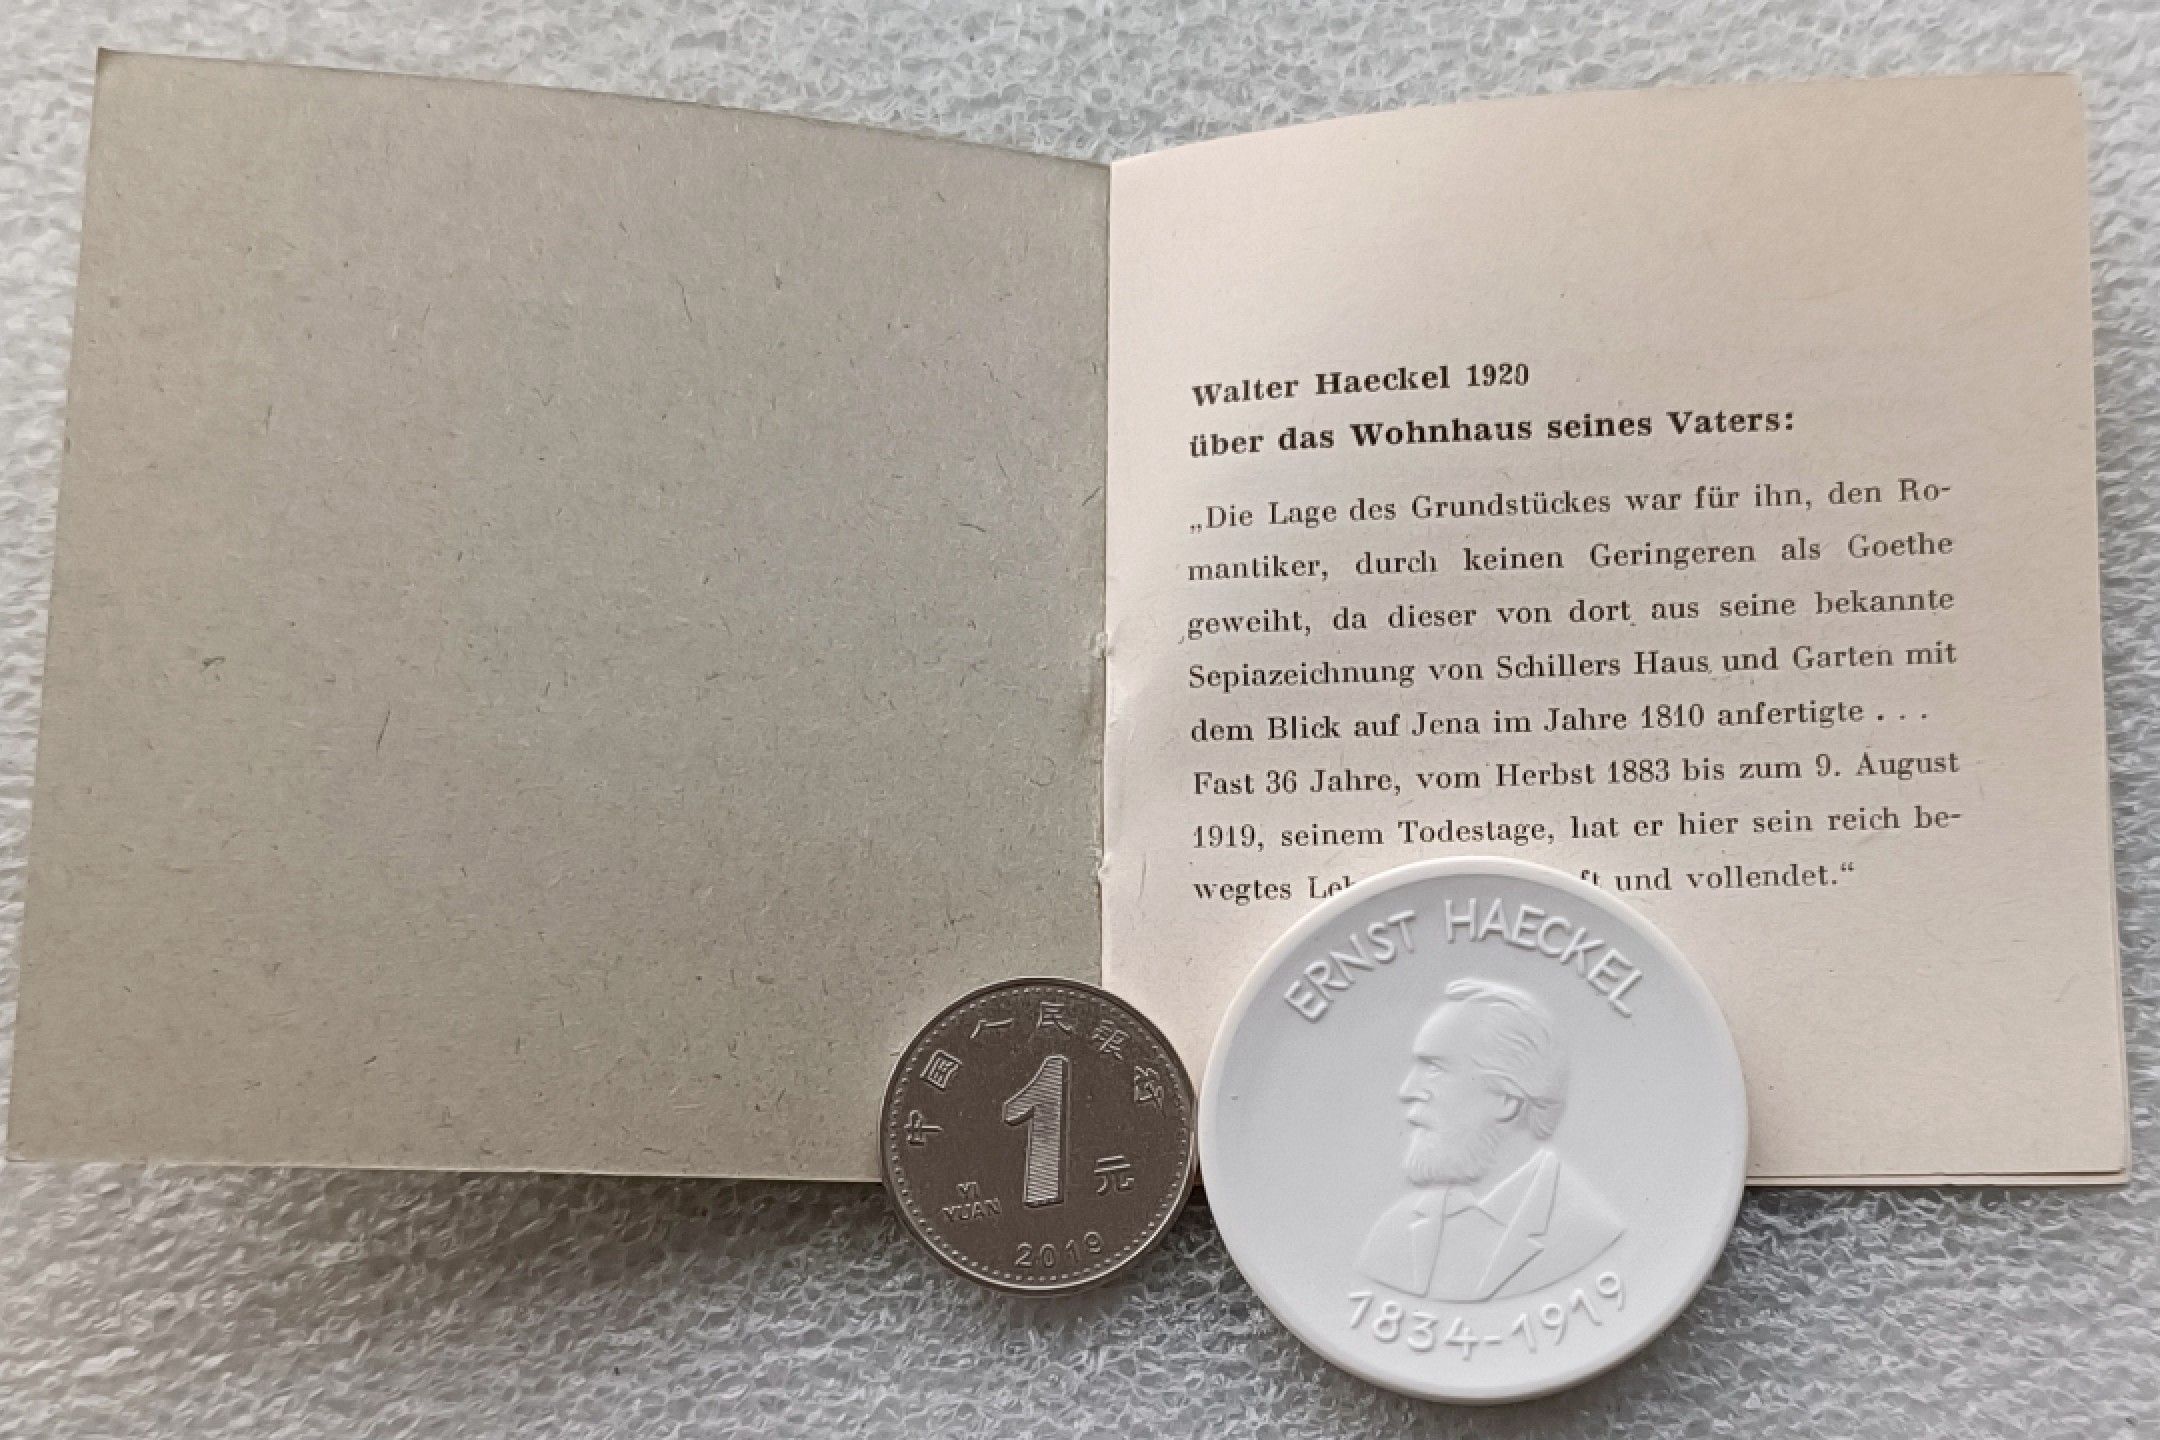 Walter Haeckel 1920
über das Wohnhaus seines Vaters:
„Die Lage des Grundstückes war für ihn, den Ro-
mantiker, durch keinen Geringeren als Goethe
geweiht, da dieser von dort aus seine bekannte
Sepiazeichnung von Schillers Haus und Garten mit
dem Blick auf Jena im Jahre 1810 anfertigte . . .
Fast 36 Jahre, vom Herbst 1883 bis zum 9. August
1919, seinem Todestage, hat er hier sein reich be-
wegtes und vollendet.“
中国人民银行
1
元
YI
YUAN
2019
ERNST HAECKEL
1834-1919